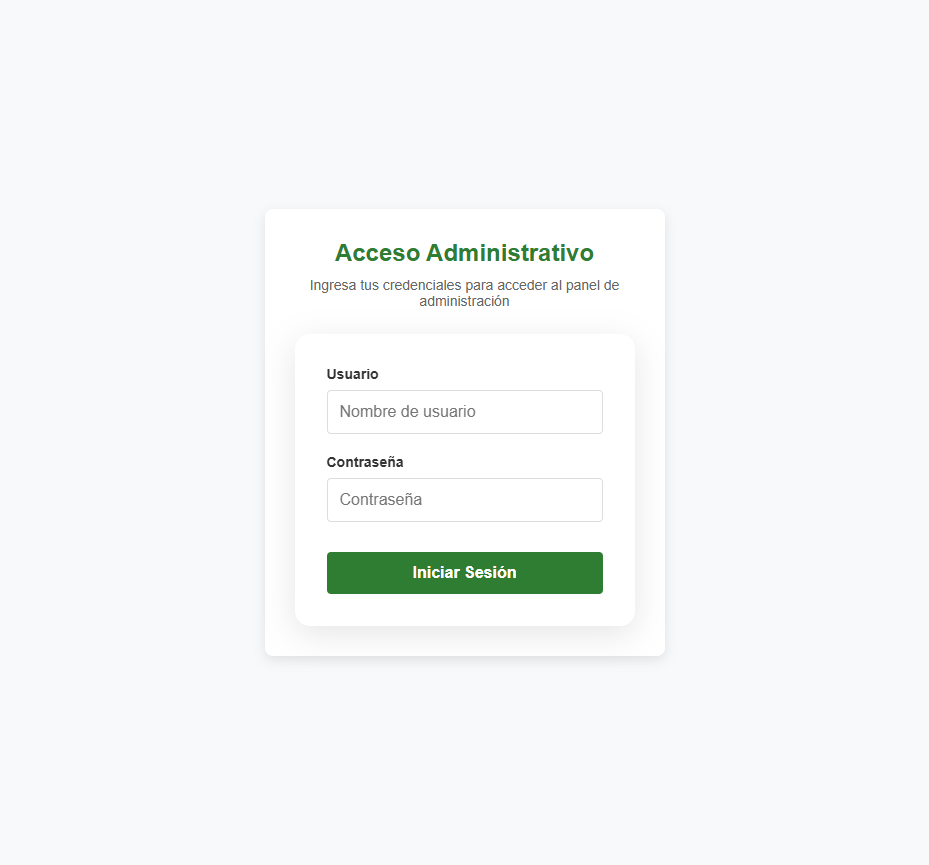 Acceso Administrativo
Ingresa tus credenciales para acceder al panel de
administración
Usuario
Nombre de usuario
Contraseña
Contraseña
Iniciar Sesión